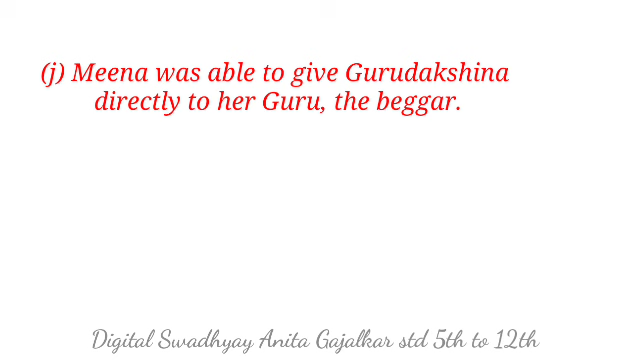 (j) Meena was able to give Gurudakshina
directly to her Guru, the beggar.
Digital Swadhyay Anita Gajalkar std 5th to 12th